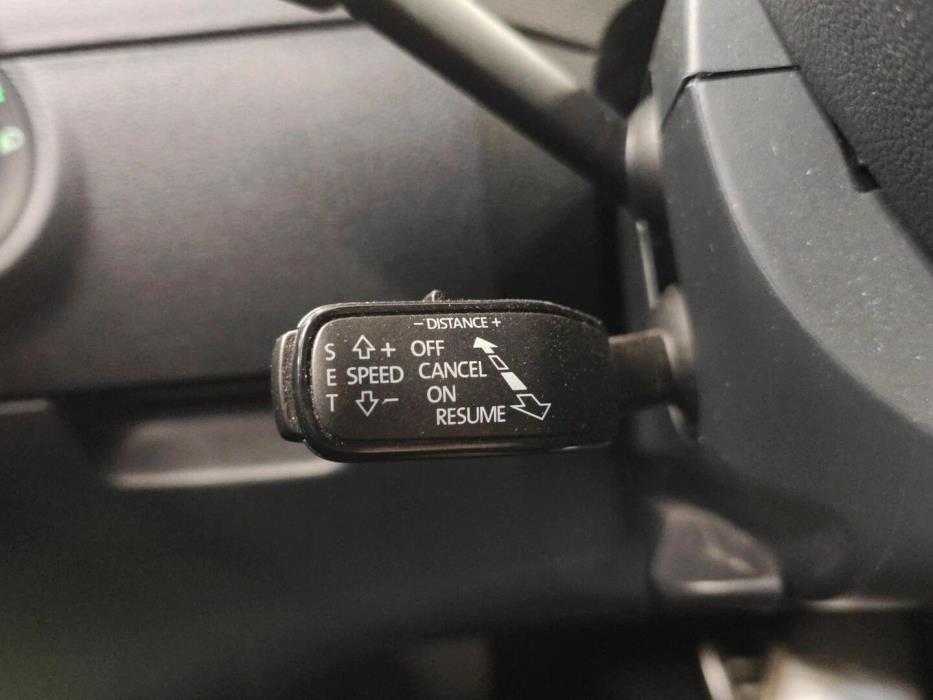 – DISTANCE +
S + OFF
E SPEED CANCEL
T – ON
RESUME